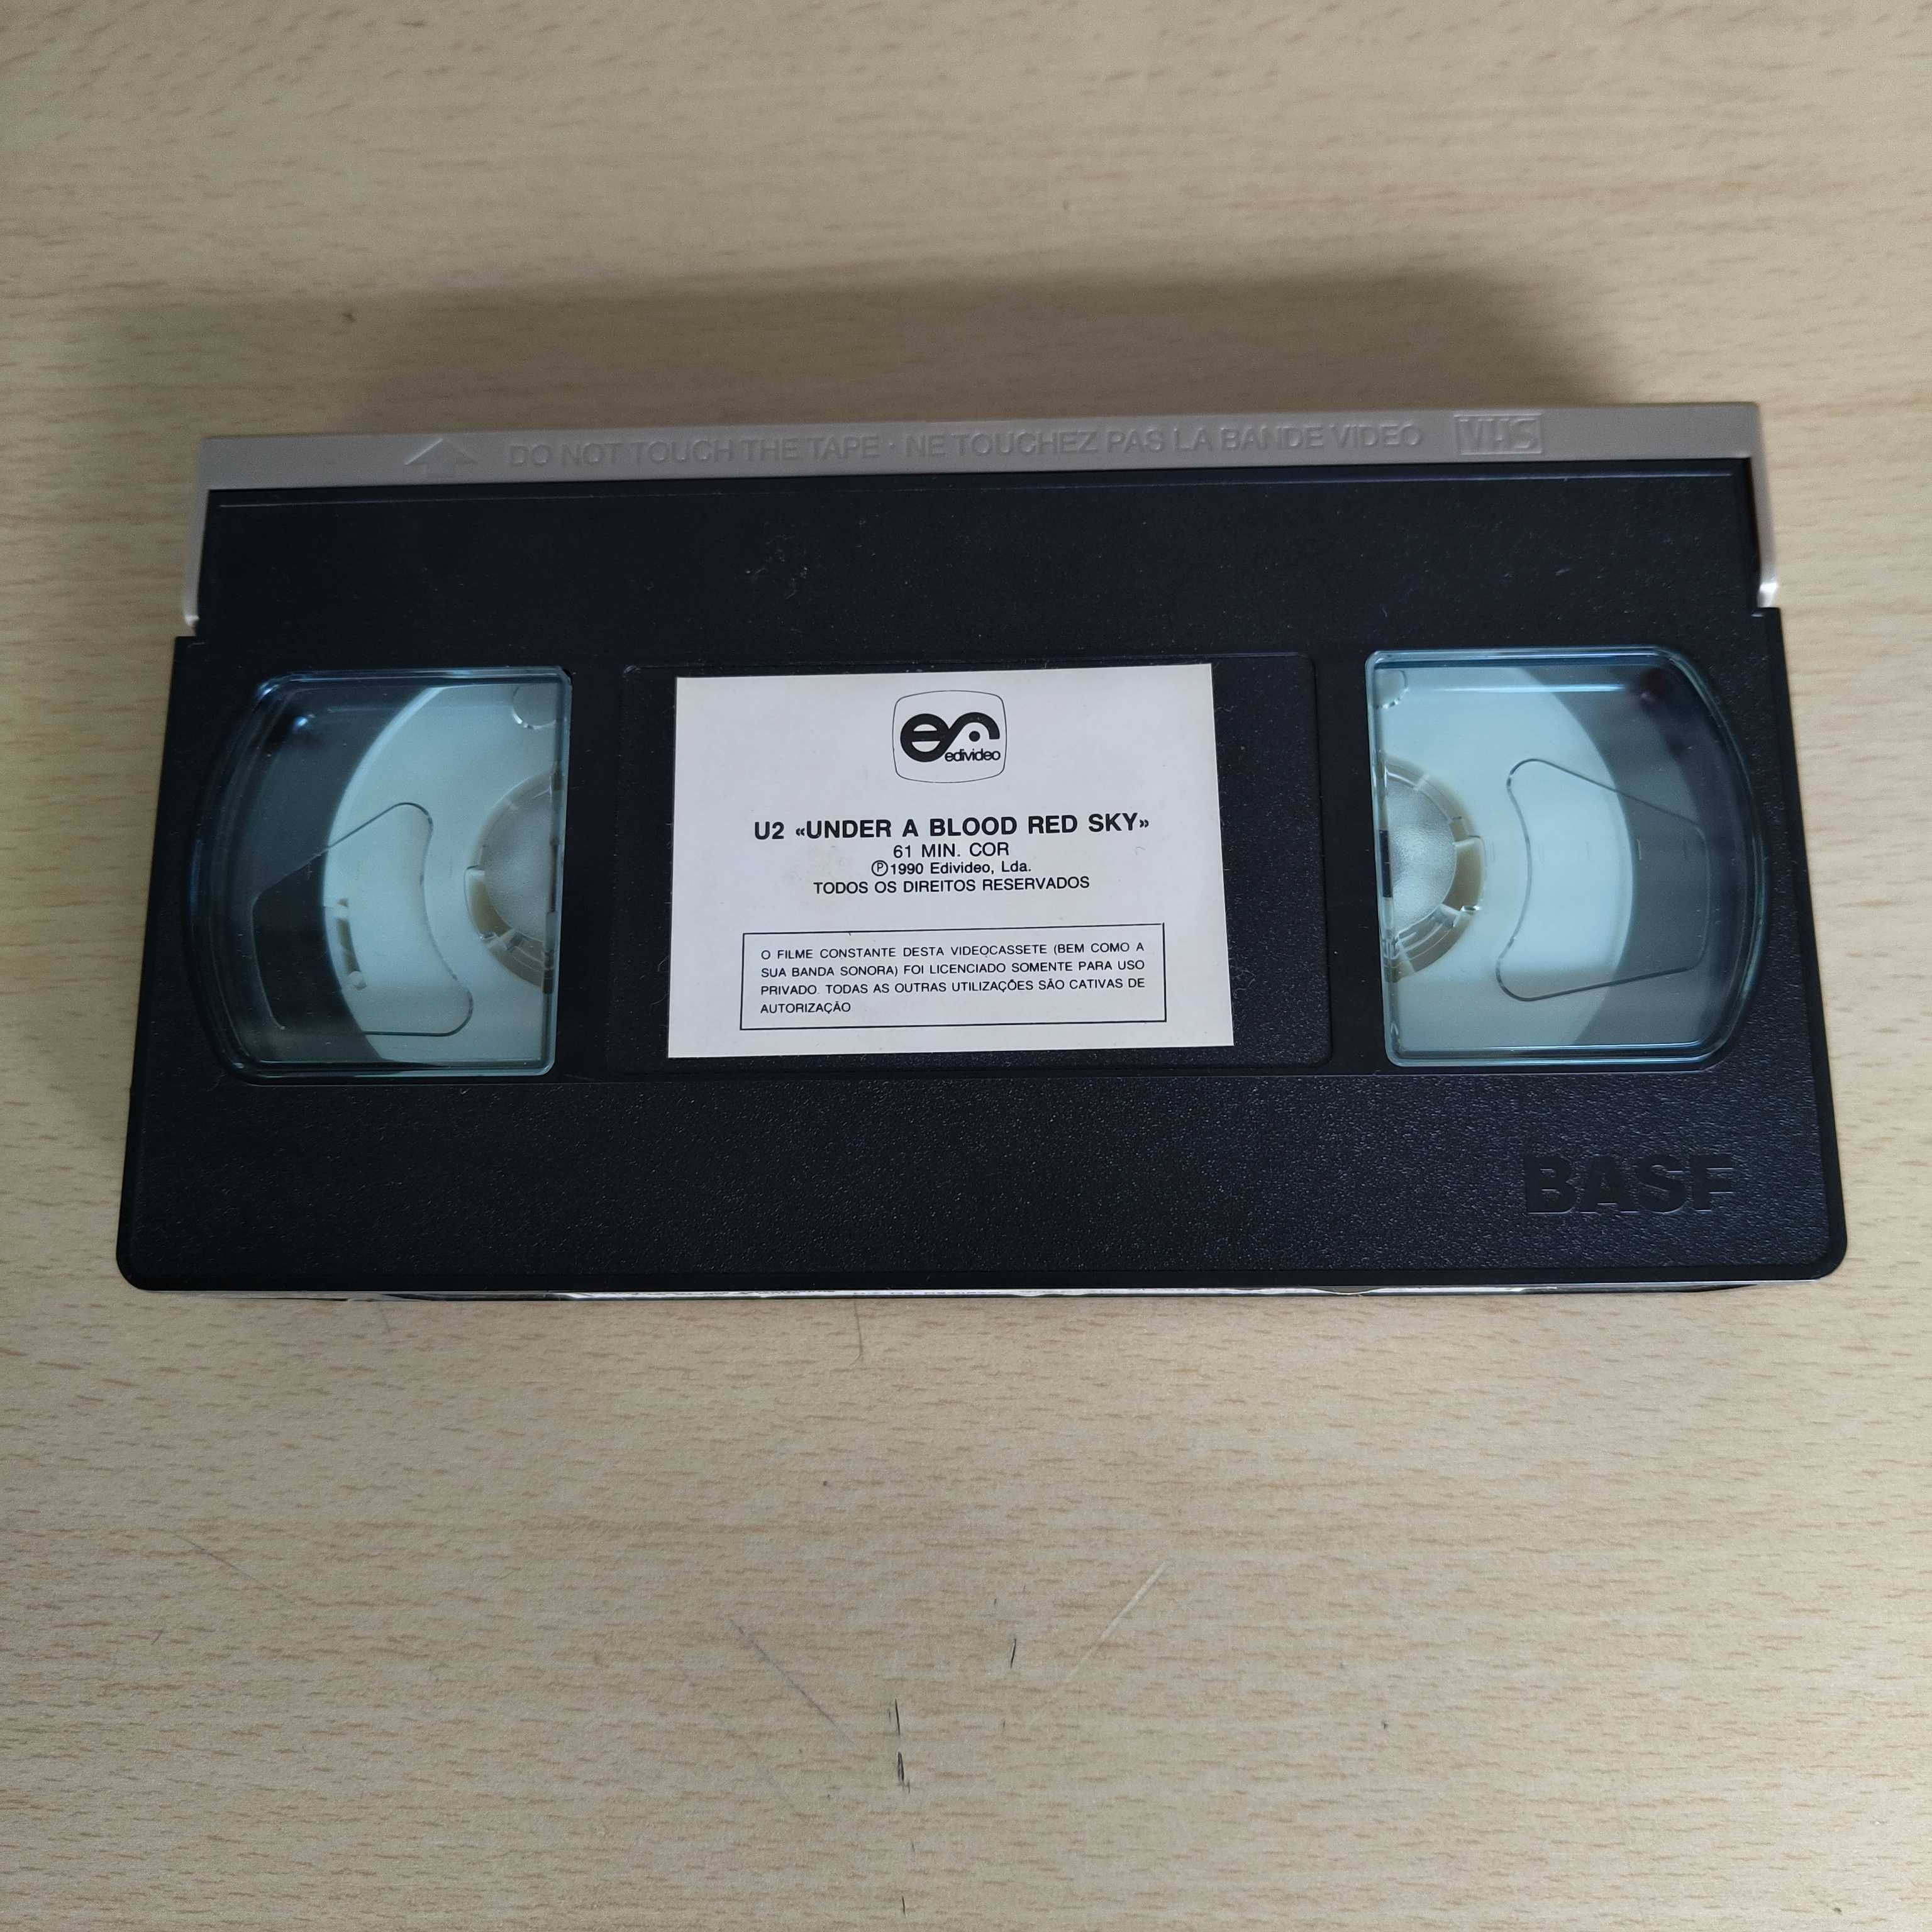 DO NOT TOUCH THE TAPE · NE TOUCHEZ PAS LA BANDE VIDEO VHS
edivideo
U2 «UNDER A BLOOD RED SKY»
61 MIN. COR
Ⓟ1990 Edivideo, Lda.
TODOS OS DIREITOS RESERVADOS
O FILME CONSTANTE DESTA VIDEOCASSETE (BEM COMO A
SUA BANDA SONORA) FOI LICENCIADO SOMENTE PARA USO
PRIVADO. TODAS AS OUTRAS UTILIZAÇÕES SÃO CATIVAS DE
AUTORIZAÇÃO
BASF